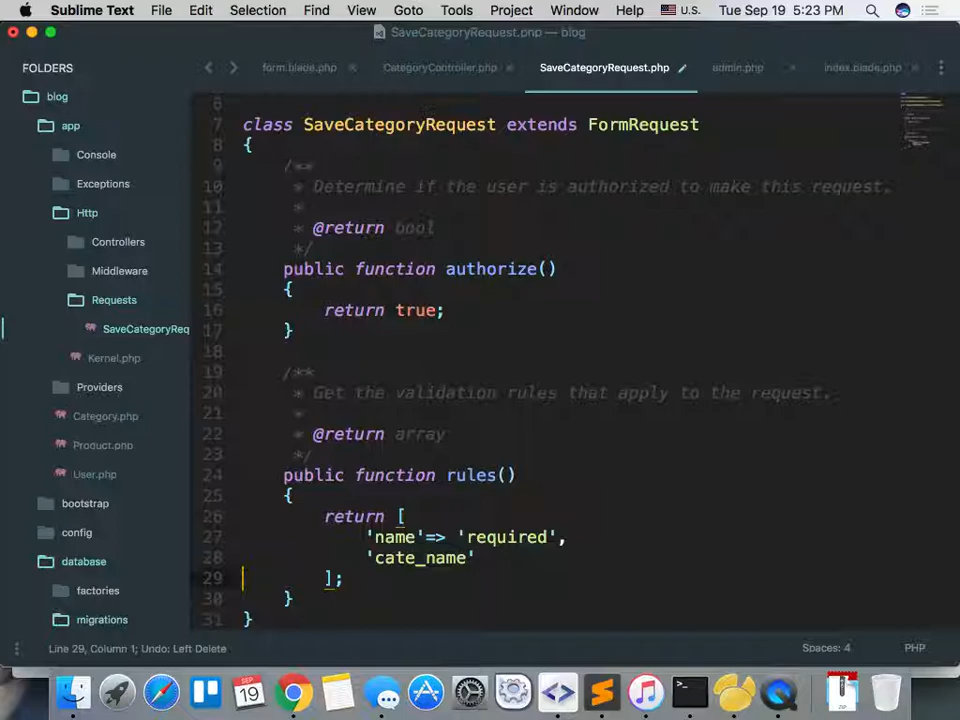 Sublime Text File Edit Selection Find View Goto Tools Project Window Help U.S. Tue Sep 19 5:23 PM
SaveCategoryRequest.php — blog
FOLDERS
form.blade.php
CategoryController.php
SaveCategoryRequest.php
admin.php
index.blade.php
blog
app
Console
Exceptions
Http
Controllers
Middleware
Requests
SaveCategoryReq
Kernel.php
Providers
Category.php
Product.php
User.php
bootstrap
config
database
factories
migrations
6
7 class SaveCategoryRequest extends FormRequest
8 {
9 /**
10 * Determine if the user is authorized to make this request.
11 *
12 * @return bool
13 */
14 public function authorize()
15 {
16 return true;
17 }
18
19 /**
20 * Get the validation rules that apply to the request.
21 *
22 * @return array
23 */
24 public function rules()
25 {
26 return [
27 'name'=> 'required',
28 'cate_name'
29 ];
30 }
31 }
Line 29, Column 1; Undo: Left Delete
Spaces: 4
PHP
SEP
19
ZIP